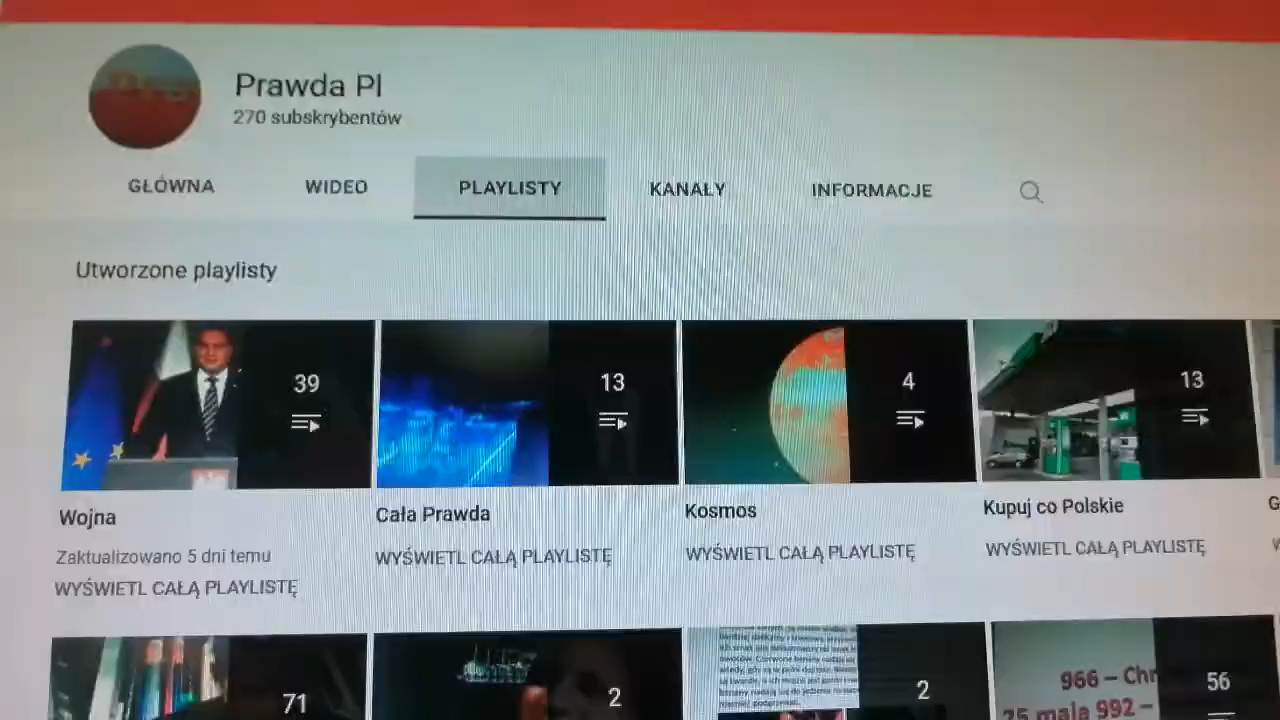 Prawda Pl
270 subskrybentów
GŁÓWNA WIDEO PLAYLISTY KANAŁY INFORMACJE
Utworzone playlisty
39 13 4 13
Wojna Cała Prawda Kosmos Kupuj co Polskie
Zaktualizowano 5 dni temu
WYŚWIETL CAŁĄ PLAYLISTĘ WYŚWIETL CAŁĄ PLAYLISTĘ WYŚWIETL CAŁĄ PLAYLISTĘ WYŚWIETL CAŁĄ PLAYLISTĘ
71 2 2 56
966 – Chr
25 maja 992 –